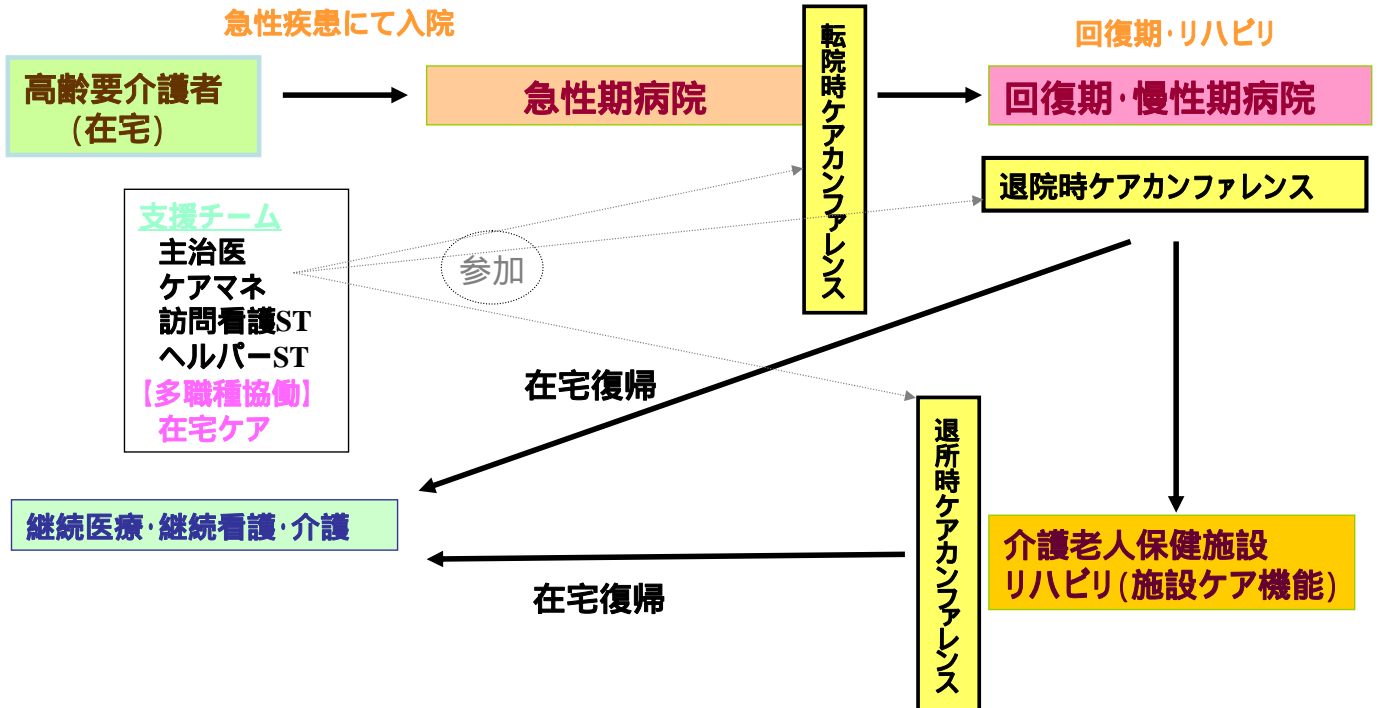 急性疾患にて入院
回復期・リハビリ
高齢要介護者
(在宅)
急性期病院
転院時ケアカンファレンス
回復期・慢性期病院
退院時ケアカンファレンス
支援チーム
主治医
ケアマネ
訪問看護ST
ヘルパーST
【多職種協働】
在宅ケア
参加
在宅復帰
退所時ケアカンファレンス
継続医療・継続看護・介護
介護老人保健施設
リハビリ(施設ケア機能)
在宅復帰